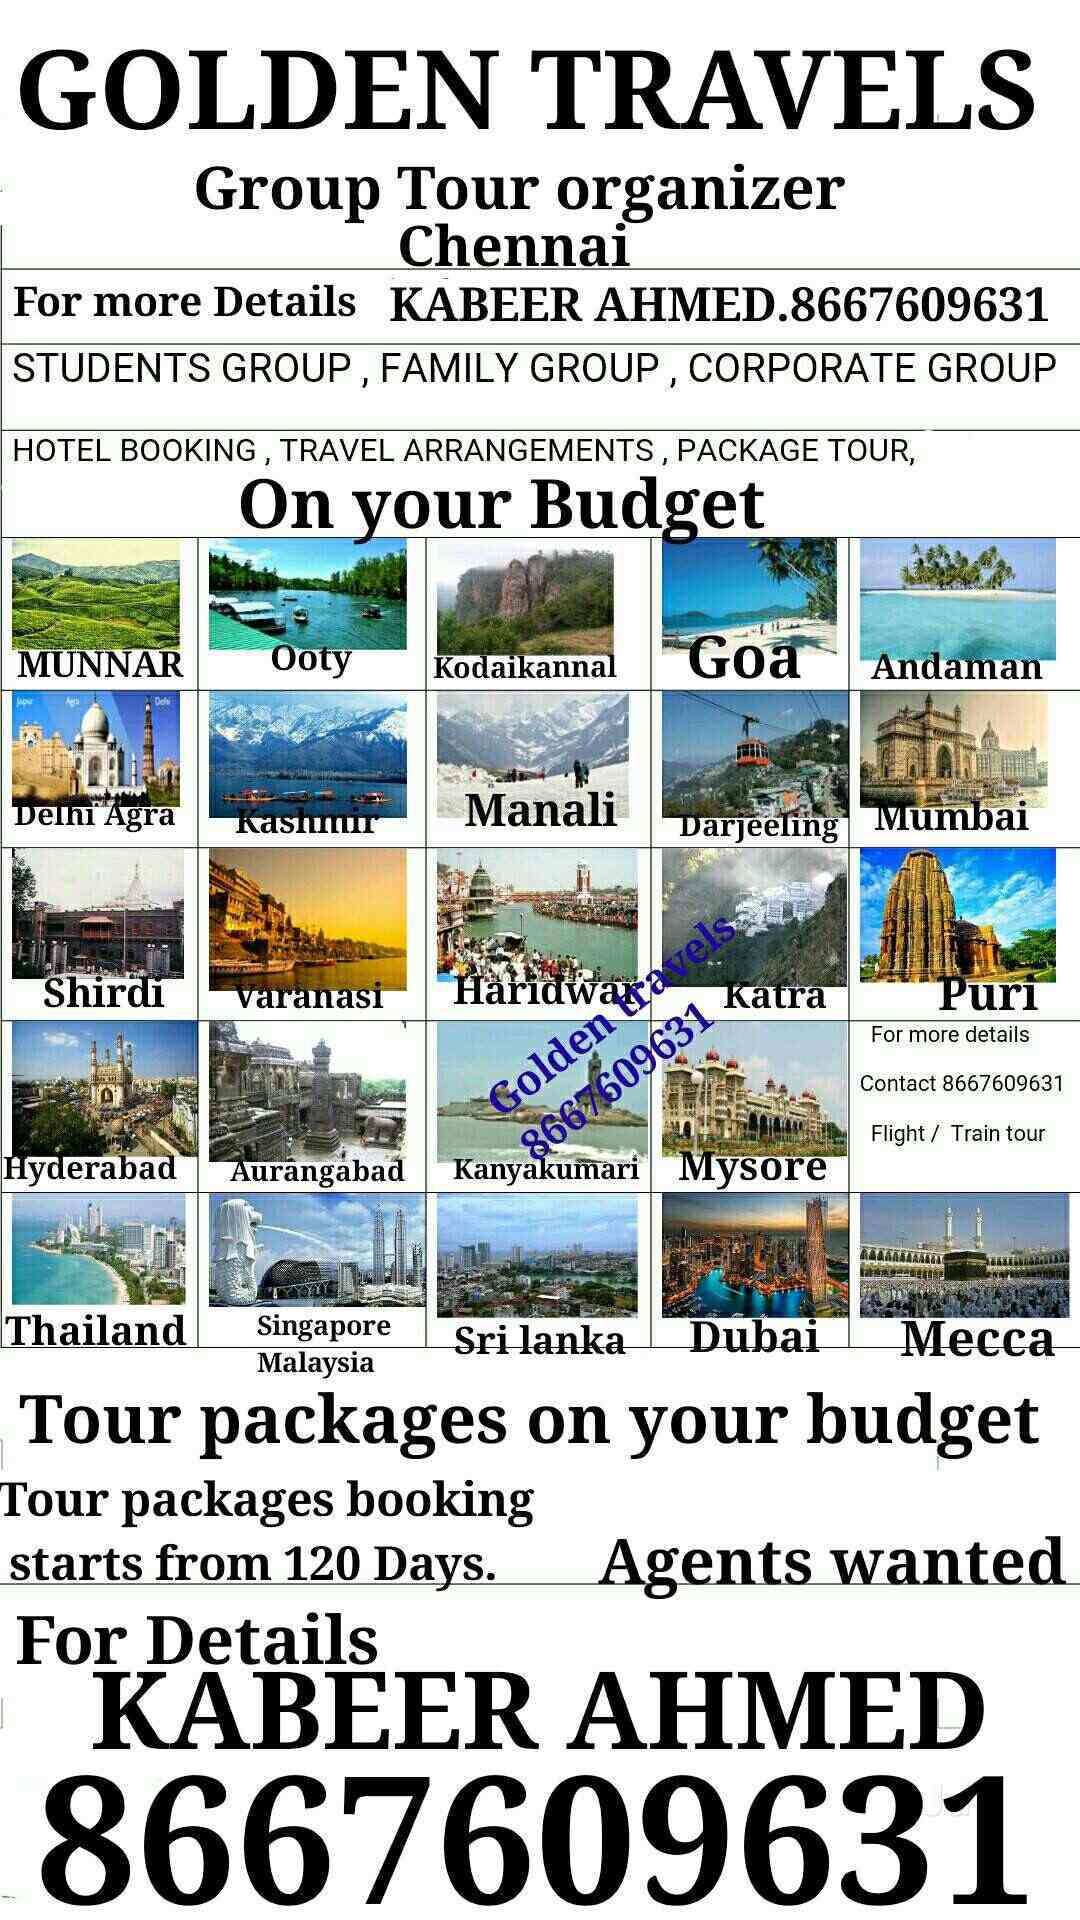 GOLDEN TRAVELS
Group Tour organizer
Chennai
For more Details KABEER AHMED.8667609631
STUDENTS GROUP , FAMILY GROUP , CORPORATE GROUP
HOTEL BOOKING , TRAVEL ARRANGEMENTS , PACKAGE TOUR,
On your Budget
MUNNAR Ooty Kodaikannal Goa Andaman
Jaipur Agra Delhi
Delhi Agra Kashmir Manali Darjeeling Mumbai
Shirdi Varanasi Haridwar Katra Puri
Golden travels
8667609631
For more details
Contact 8667609631
Flight / Train tour
Hyderabad Aurangabad Kanyakumari Mysore
Thailand Singapore Sri lanka Dubai Mecca
Malaysia
Tour packages on your budget
Tour packages booking
starts from 120 Days. Agents wanted
For Details
KABEER AHMED
8667609631